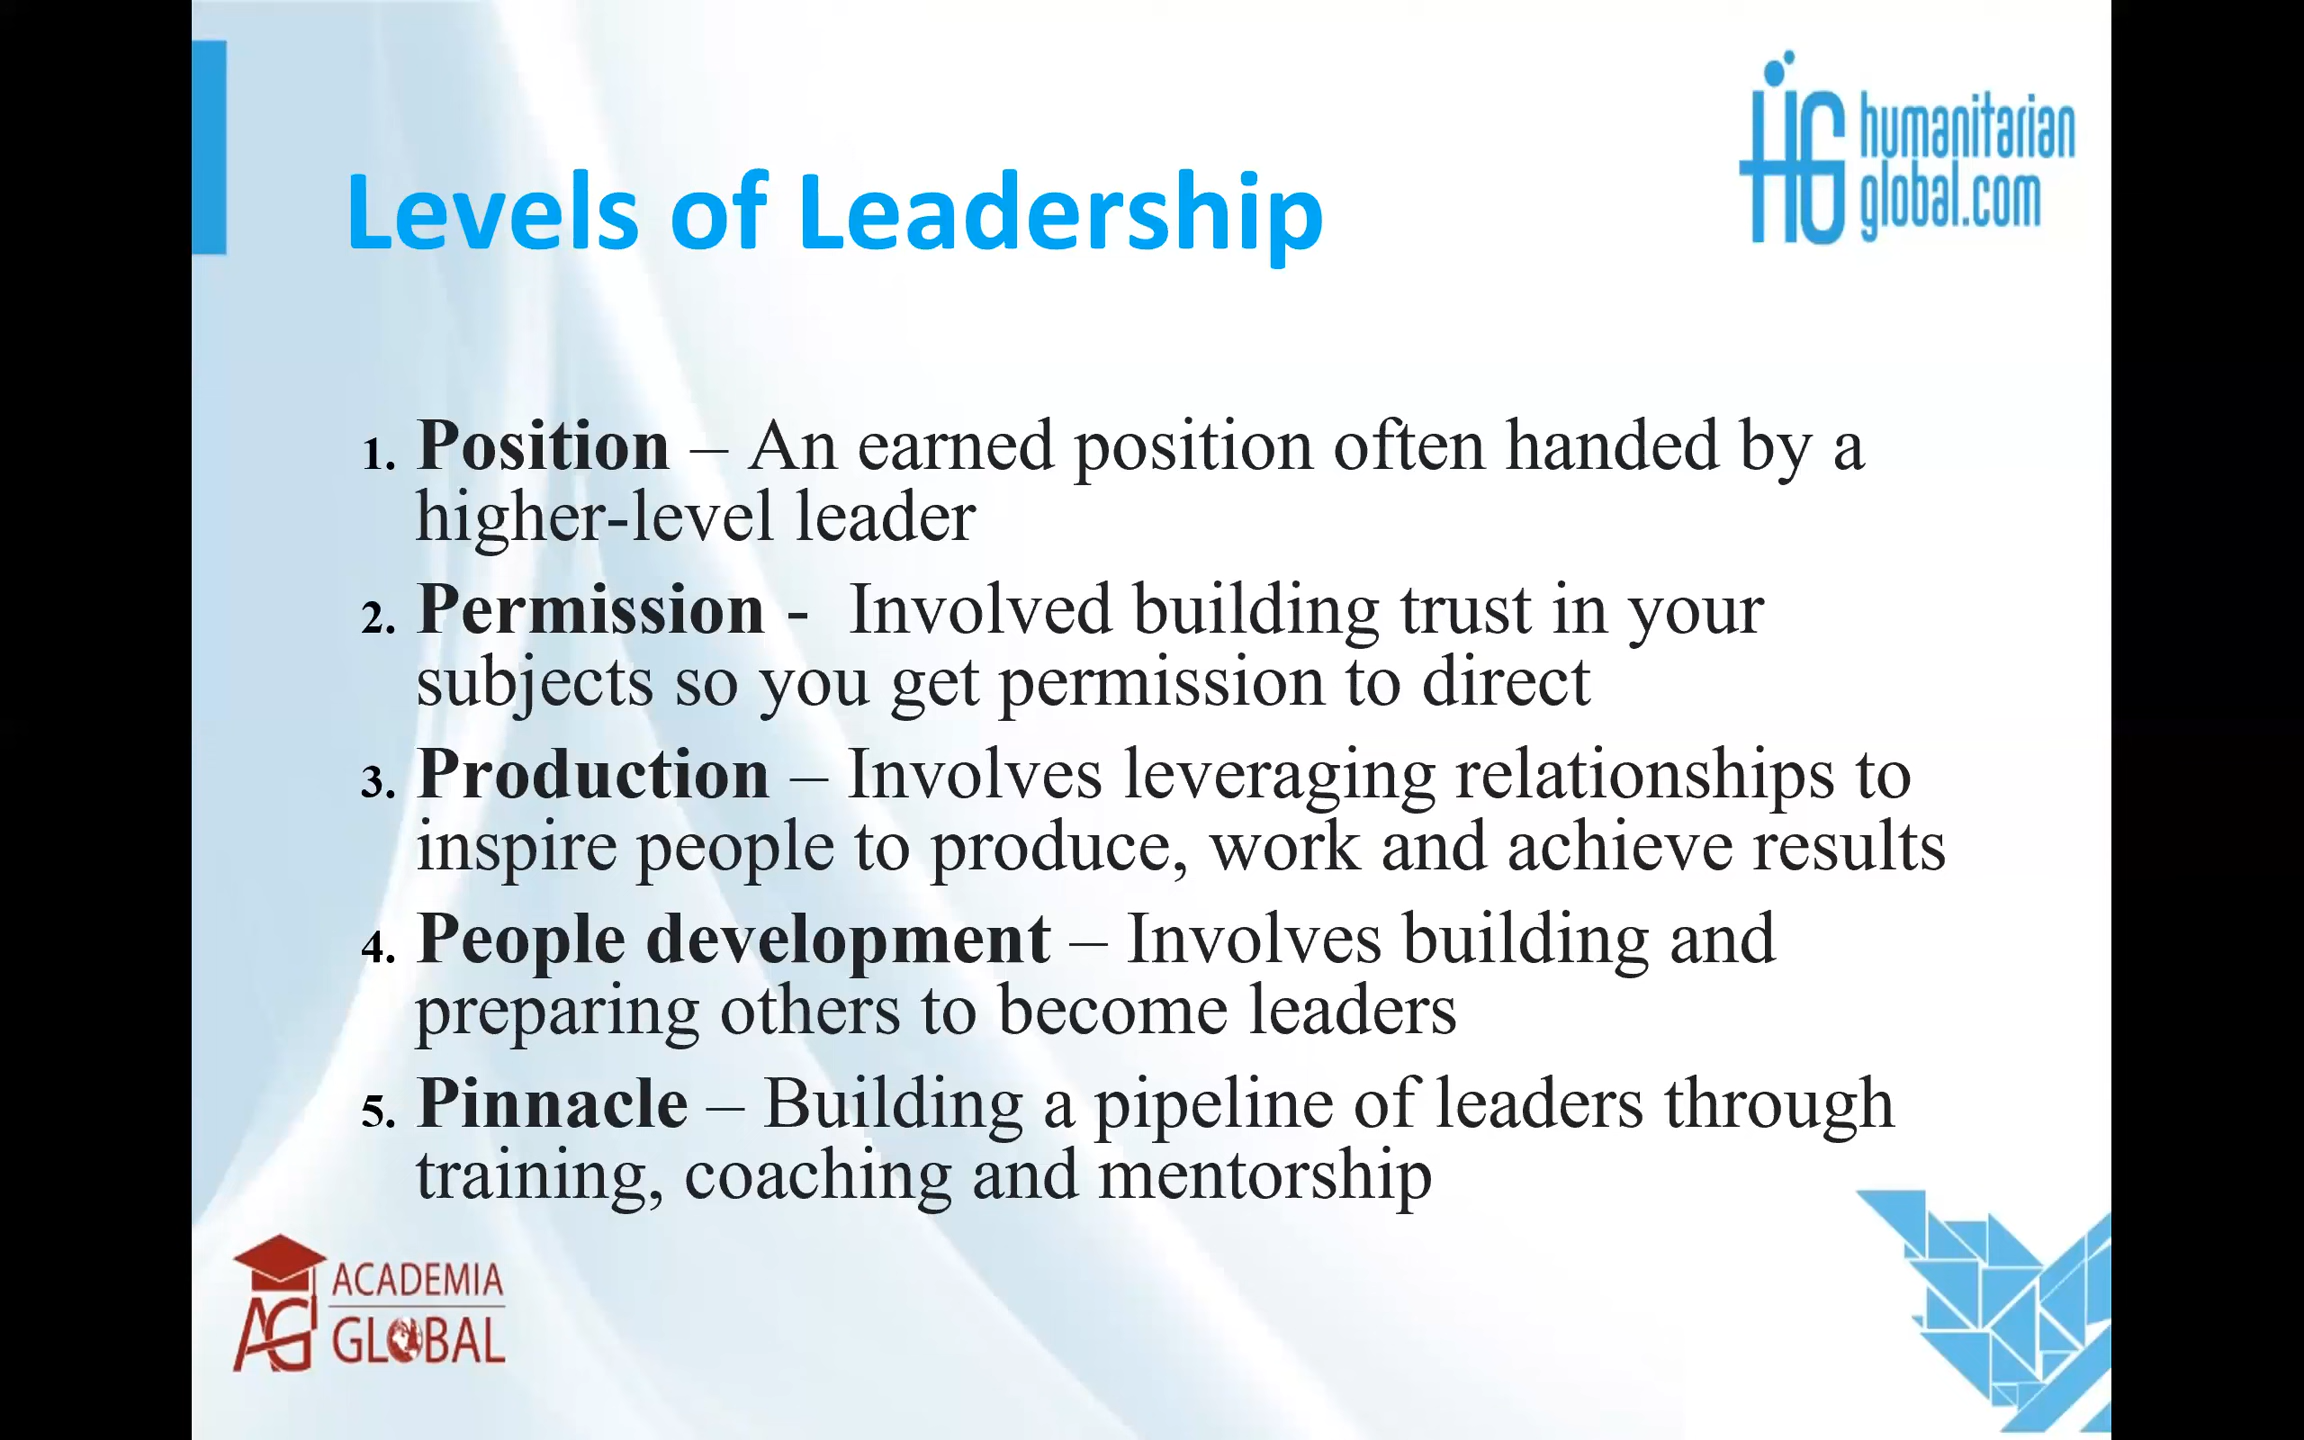 humanitarian
global.com
Levels of Leadership
1. Position – An earned position often handed by a
higher-level leader
2. Permission -  Involved building trust in your
subjects so you get permission to direct
3. Production – Involves leveraging relationships to
inspire people to produce, work and achieve results
4. People development – Involves building and
preparing others to become leaders
5. Pinnacle – Building a pipeline of leaders through
training, coaching and mentorship
AG ACADEMIA
GLOBAL